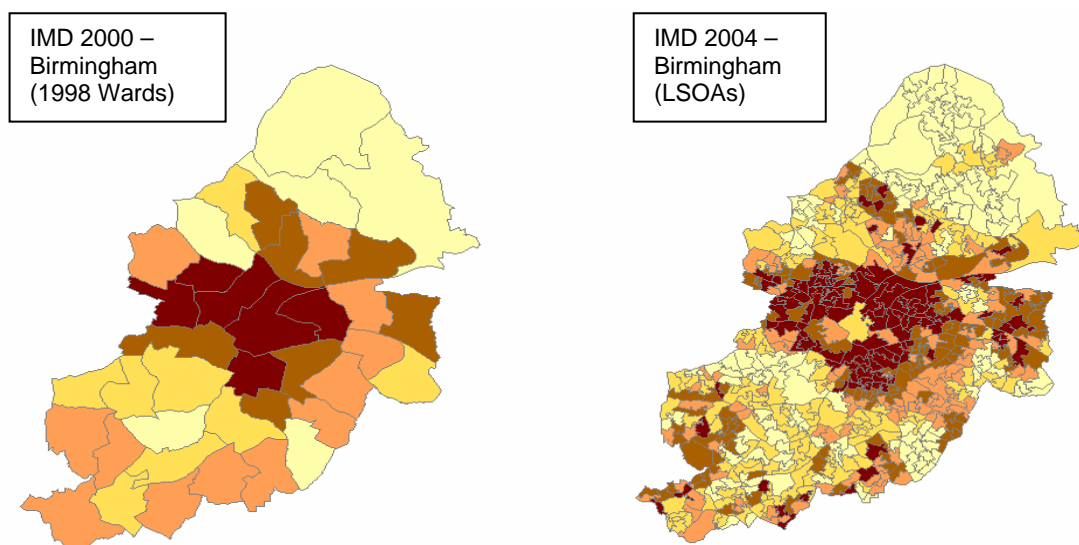 IMD 2000 –
Birmingham
(1998 Wards)
IMD 2004 –
Birmingham
(LSOAs)